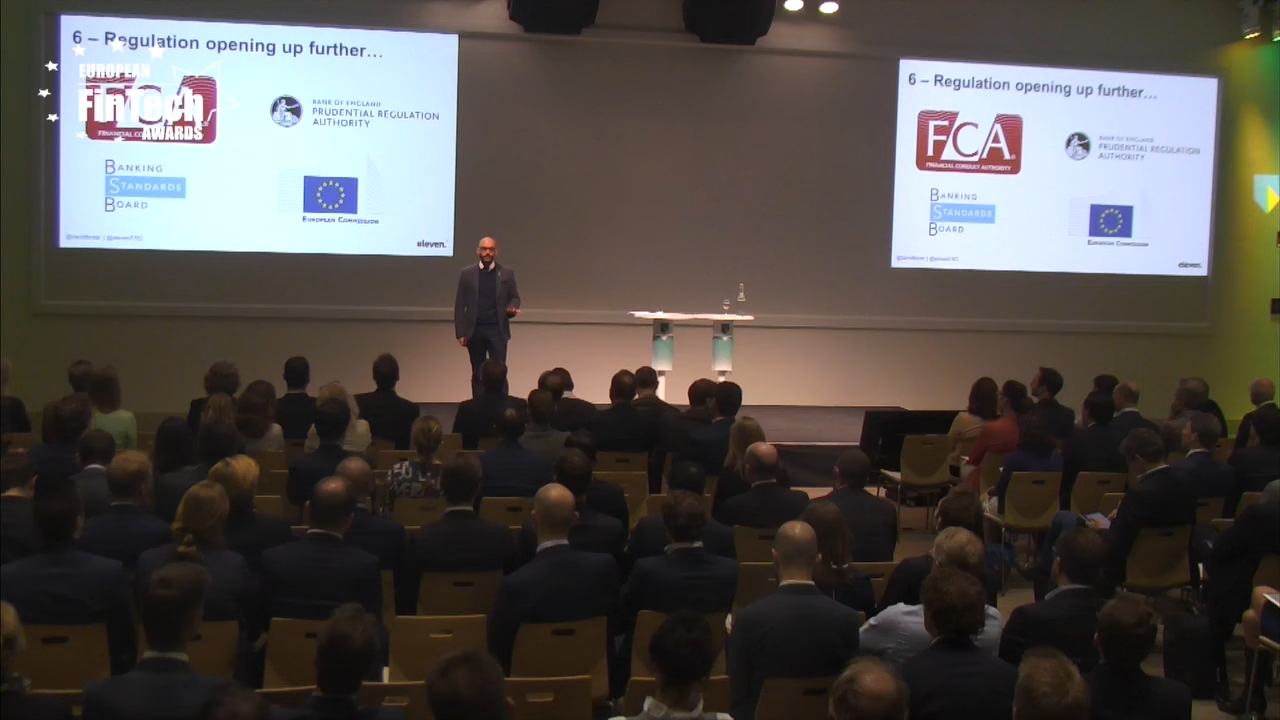 6 – Regulation opening up further…
EUROPEAN
FinTech
AWARDS
FINANCIAL CO
BANK OF ENGLAND
PRUDENTIAL REGULATION
AUTHORITY
BANKING
STANDARDS
BOARD
EUROPEAN COMMISSION
eleven.
6 – Regulation opening up further…
FCA
FINANCIAL CONDUCT AUTHORITY
BANK OF ENGLAND
PRUDENTIAL REGULATION
AUTHORITY
BANKING
STANDARDS
BOARD
EUROPEAN COMMISSION
eleven.